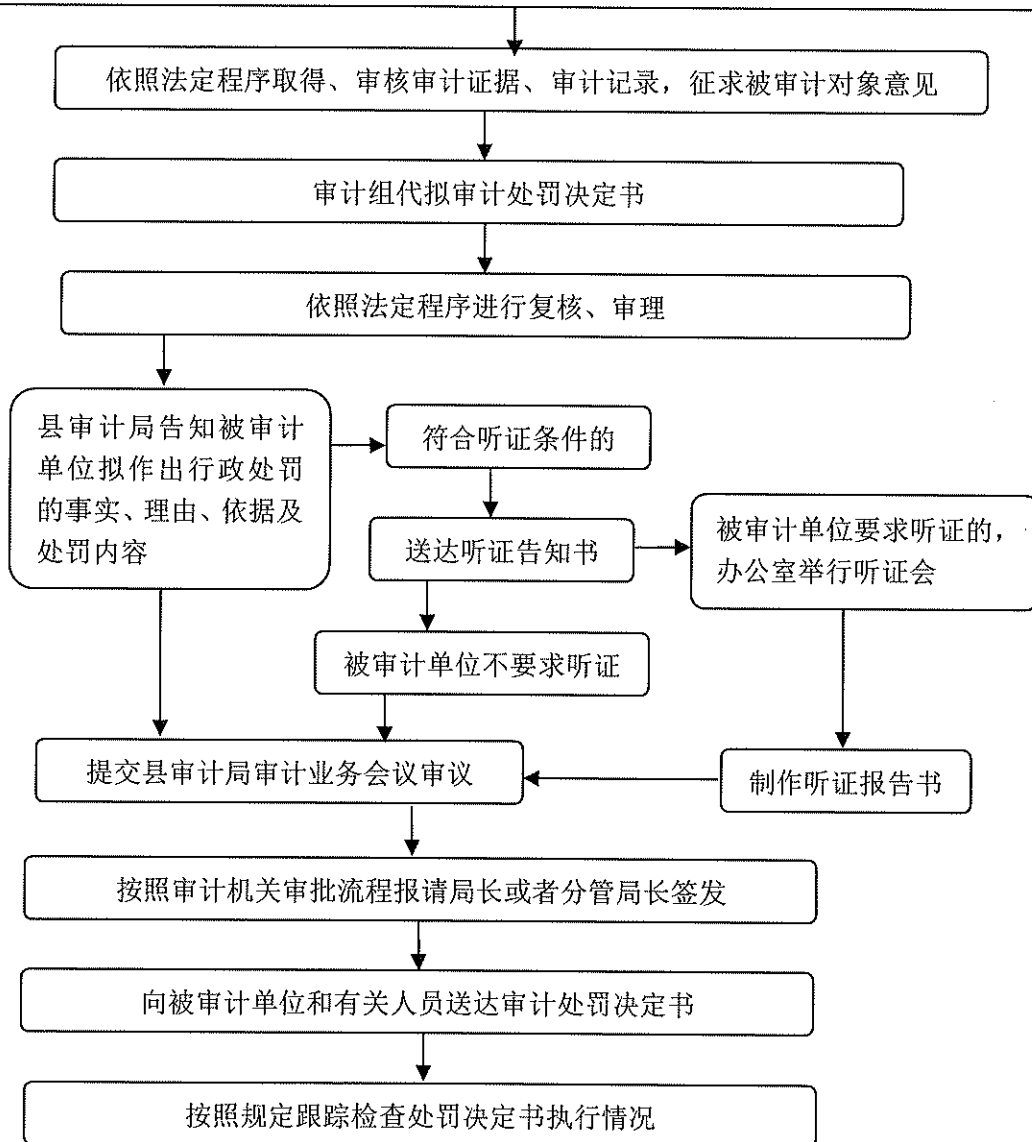 依照法定程序取得、审核审计证据、审计记录，征求被审计对象意见
审计组代拟审计处罚决定书
依照法定程序进行复核、审理
县审计局告知被审计
单位拟作出行政处罚
的事实、理由、依据及
处罚内容
符合听证条件的
送达听证告知书
被审计单位要求听证的，
办公室举行听证会
被审计单位不要求听证
提交县审计局审计业务会议审议
制作听证报告书
按照审计机关审批流程报请局长或者分管局长签发
向被审计单位和有关人员送达审计处罚决定书
按照规定跟踪检查处罚决定书执行情况